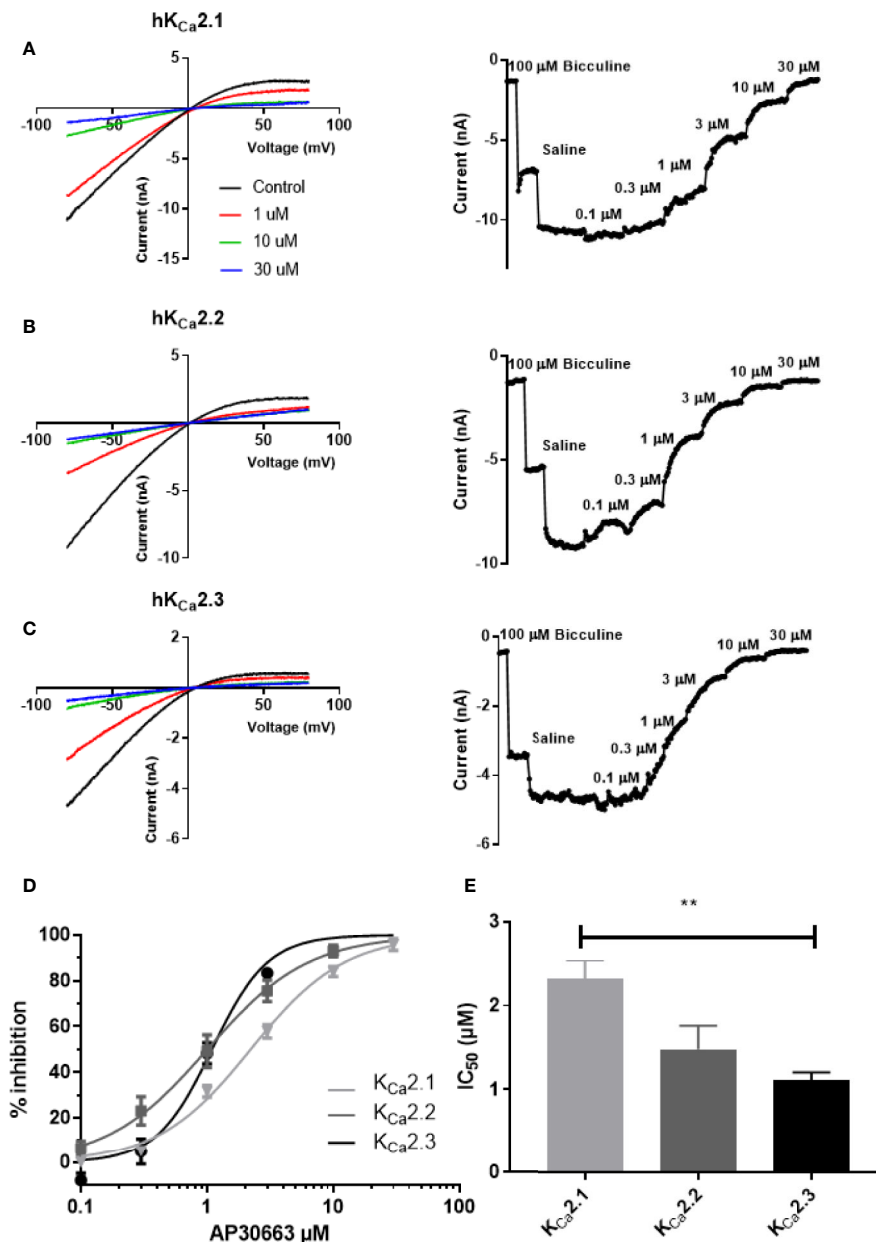 hKCa2.1
A
5
0
-100
-50
50
100
Voltage (mV)
-5
-10
-15
Current (nA)
Control
1 uM
10 uM
30 uM
0
-5
-10
Current (nA)
100 µM Bicculine
Saline
0.1 µM
0.3 µM
1 µM
3 µM
10 µM
30 µM
B
hKCa2.2
5
0
-100
-50
50
100
Voltage (mV)
-5
-10
Current (nA)
0
-5
-10
Current (nA)
100 µM Bicculine
Saline
0.1 µM
0.3 µM
1 µM
3 µM
10 µM
30 µM
C
hKCa2.3
2
0
-100
-50
50
100
Voltage (mV)
-2
-4
-6
Current (nA)
0
-2
-4
-6
Current (nA)
100 µM Bicculine
Saline
0.1 µM
0.3 µM
1 µM
3 µM
10 µM
30 µM
D
100
80
60
40
20
0
% inhibition
KCa2.1
KCa2.2
KCa2.3
0.1
1
10
100
AP30663 µM
E
**
3
2
1
0
IC50 (µM)
KCa2.1
KCa2.2
KCa2.3